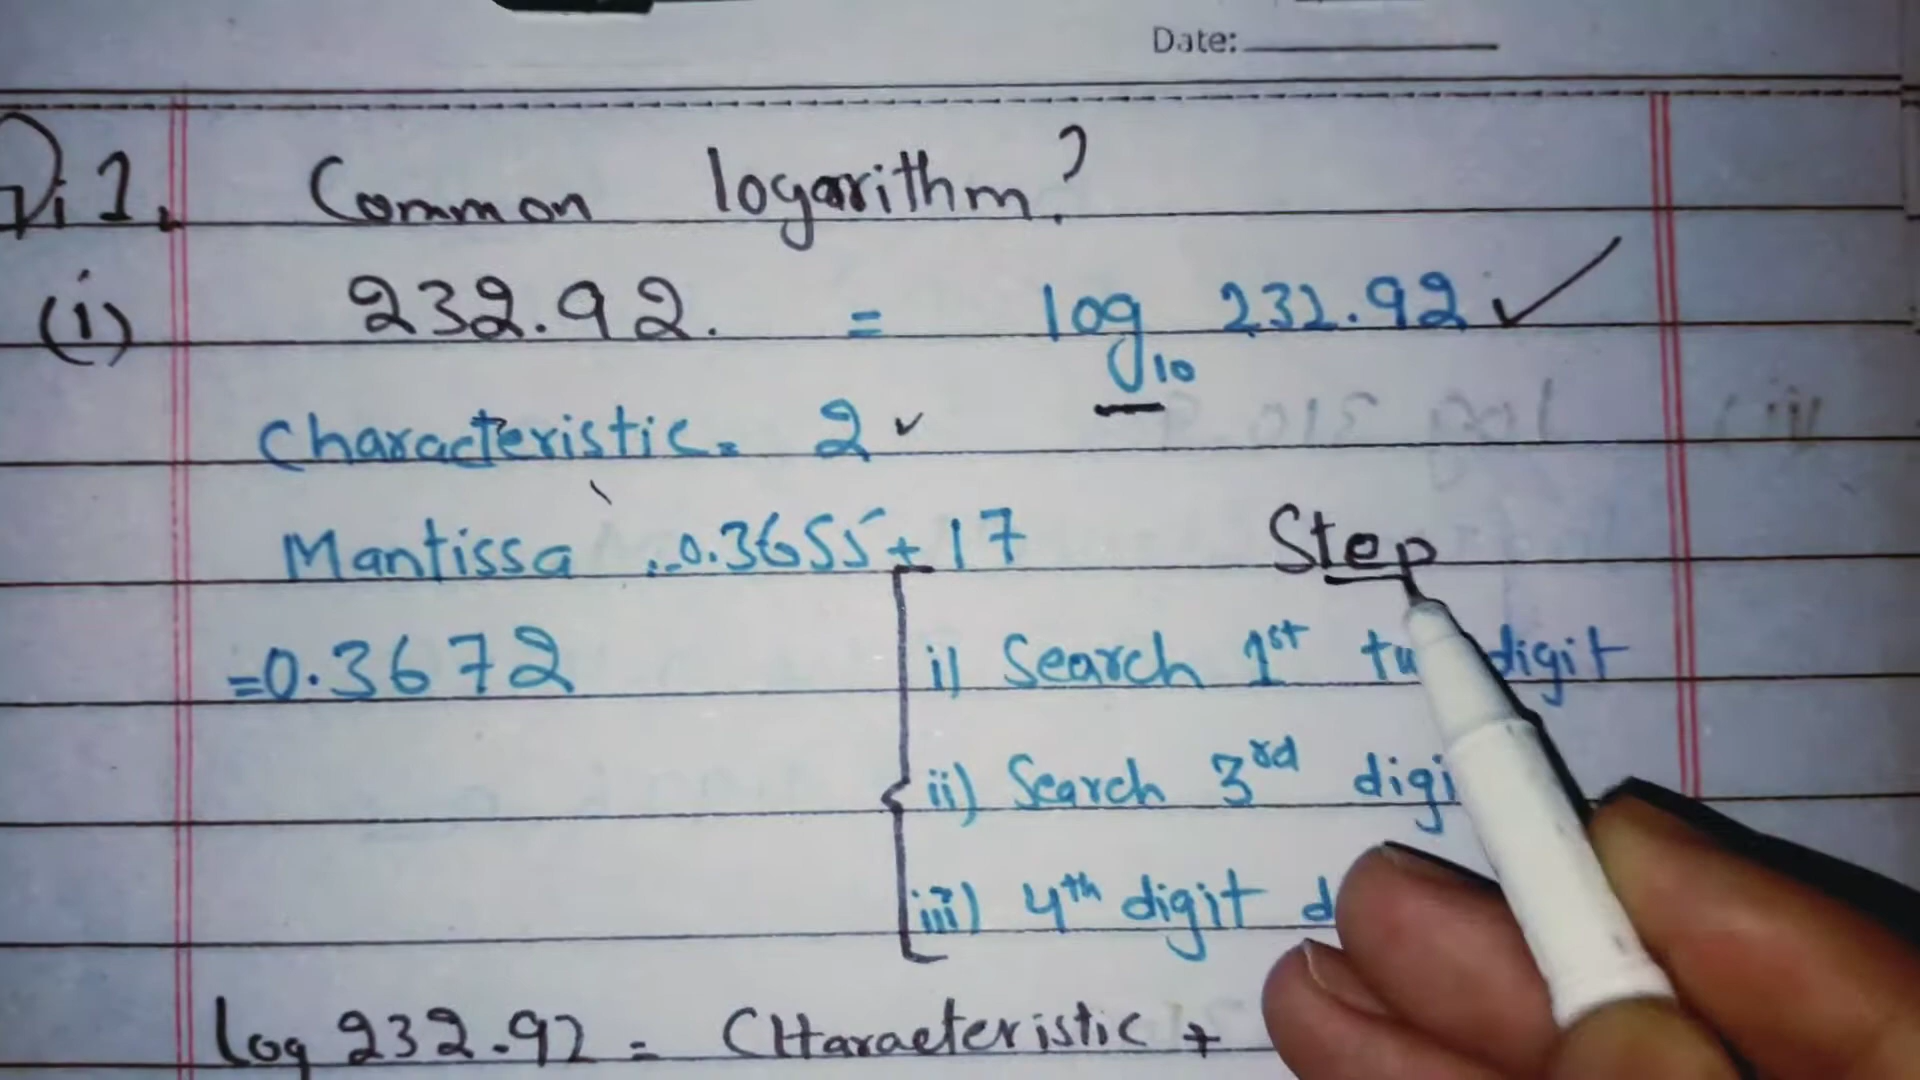 Date:
Q:1. Common logarithm?
(i) 232.92. = log₁₀ 232.92 ✓
Characteristic = 2 ✓
Mantissa .. 0.3655 + 17
= 0.3672
Step
i) Search 1st digit
ii) Search 3rd
iii) 4th digit
log 232.92 = CHaracteristic +